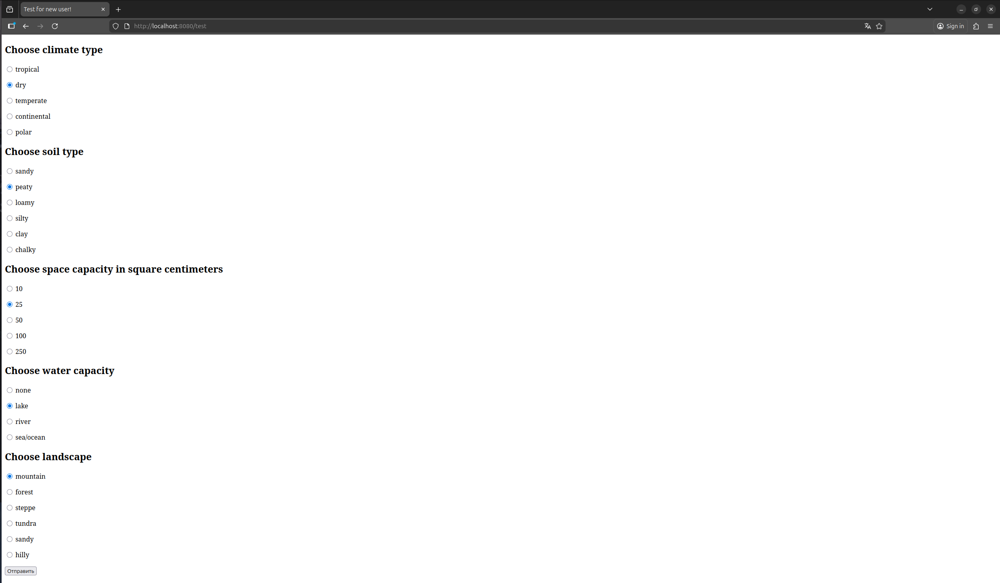 Test for new user!
http://localhost:8080/test
Sign in
Choose climate type
tropical
dry
temperate
continental
polar
Choose soil type
sandy
peaty
loamy
silty
clay
chalky
Choose space capacity in square centimeters
10
25
50
100
250
Choose water capacity
none
lake
river
sea/ocean
Choose landscape
mountain
forest
steppe
tundra
sandy
hilly
Отправить